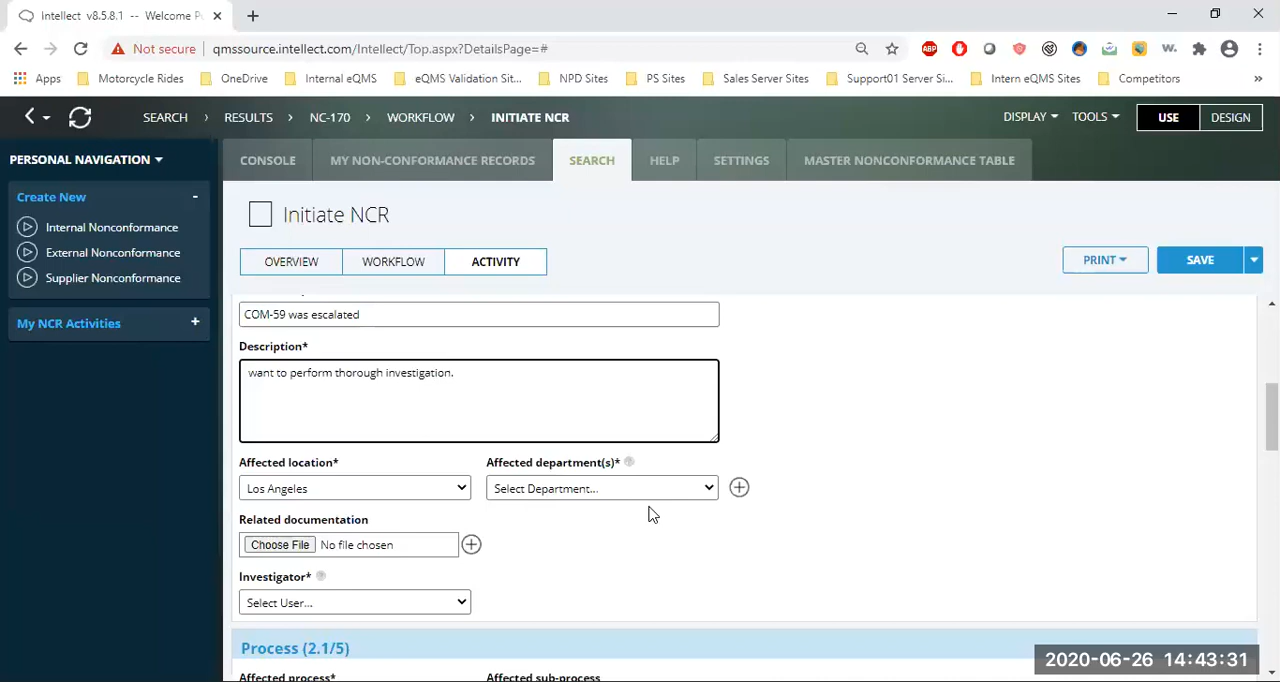 Intellect v8.5.8.1 -- Welcome P
Not secure qmssource.intellect.com/Intellect/Top.aspx?DetailsPage=#
ABP
w.
Apps Motorcycle Rides OneDrive Internal eQMS eQMS Validation Sit... NPD Sites PS Sites Sales Server Sites Support01 Server Si... Intern eQMS Sites Competitors »
SEARCH › RESULTS › NC-170 › WORKFLOW › INITIATE NCR DISPLAY TOOLS USE DESIGN
PERSONAL NAVIGATION
CONSOLE MY NON-CONFORMANCE RECORDS SEARCH HELP SETTINGS MASTER NONCONFORMANCE TABLE
Create New -
Internal Nonconformance
External Nonconformance
Supplier Nonconformance
My NCR Activities +
Initiate NCR
OVERVIEW WORKFLOW ACTIVITY PRINT SAVE
COM-59 was escalated
Description*
want to perform thorough investigation.
Affected location* Affected department(s)*
Los Angeles Select Department...
Related documentation
Choose File No file chosen
Investigator*
Select User...
Process (2.1/5)
Affected process* Affected sub-process
2020-06-26 14:43:31